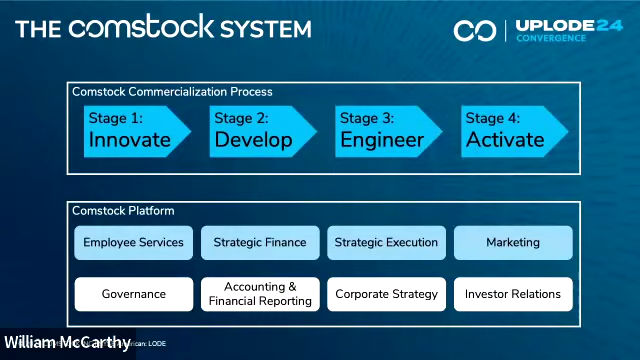 THE comstock SYSTEM
UPLODE24
CONVERGENCE
Comstock Commercialization Process
Stage 1:
Innovate
Stage 2:
Develop
Stage 3:
Engineer
Stage 4:
Activate
Comstock Platform
Employee Services
Strategic Finance
Strategic Execution
Marketing
Governance
Accounting &
Financial Reporting
Corporate Strategy
Investor Relations
William McCarthy
rican: LODE